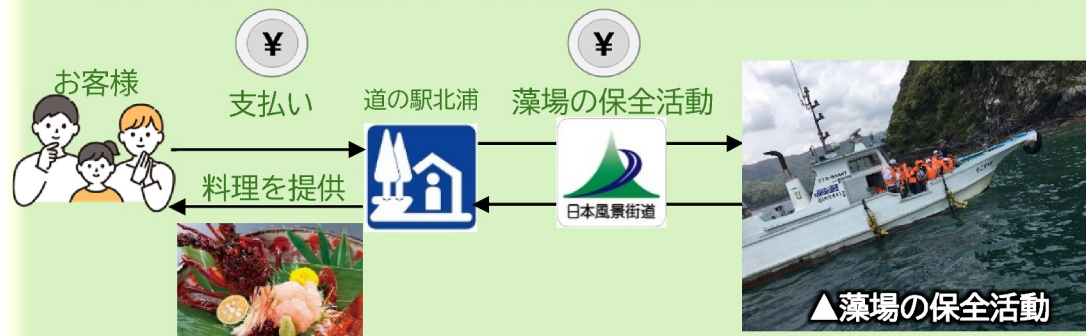 ¥
¥
お客様
支払い
道の駅北浦
藻場の保全活動
料理を提供
日本風景街道
▲藻場の保全活動